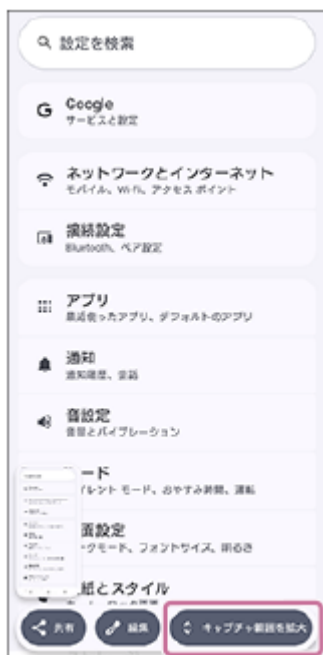 設定を検索
G Google
サービスと設定
ネットワークとインターネット
モバイル、Wi-Fi、アクセス ポイント
接続設定
Bluetooth、ペア設定
アプリ
最近使ったアプリ、デフォルトのアプリ
通知
通知履歴、会話
音設定
音量とバイブレーション
ード
イレント モード、おやすみ時間、運転
面設定
ークモード、フォントサイズ、明るさ
紙とスタイル
共有
編集
キャプチャ範囲を拡大